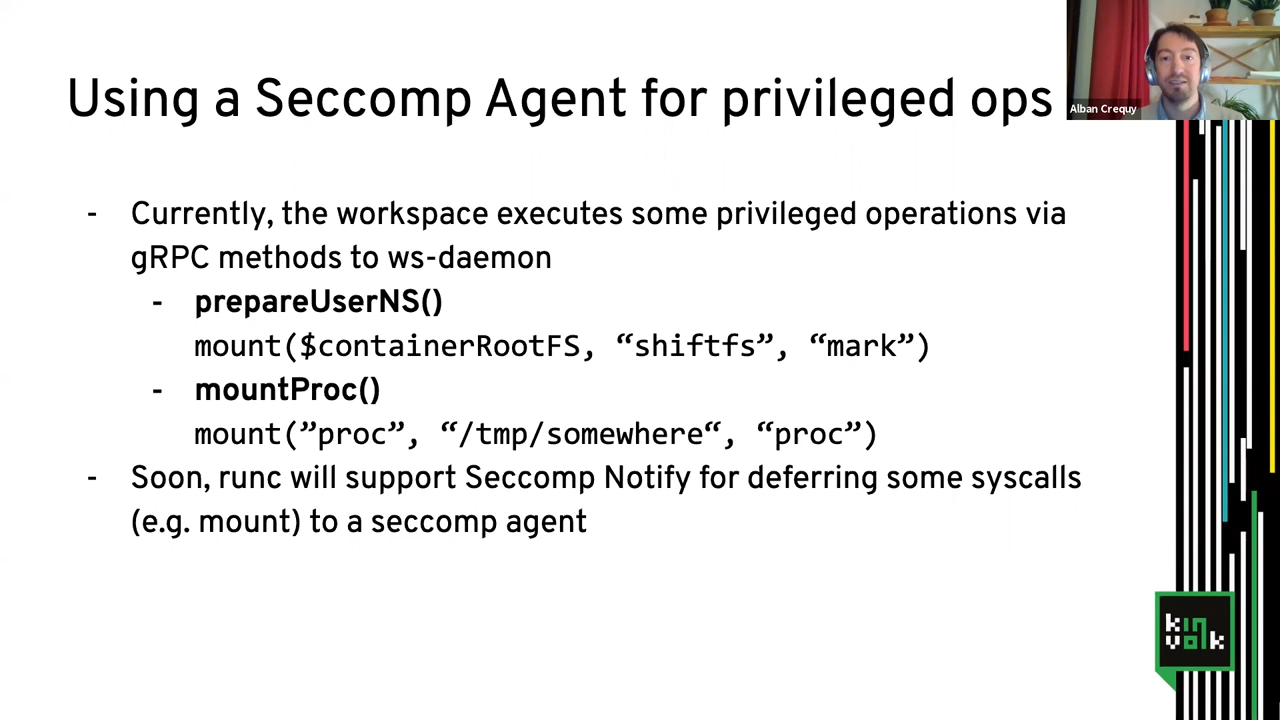 Using a Seccomp Agent for privileged ops
Alban Crequy
- Currently, the workspace executes some privileged operations via
gRPC methods to ws-daemon
- prepareUserNS()
mount($containerRootFS, “shiftfs”, “mark”)
- mountProc()
mount(”proc”, “/tmp/somewhere“, “proc”)
- Soon, runc will support Seccomp Notify for deferring some syscalls
(e.g. mount) to a seccomp agent
kin
volk